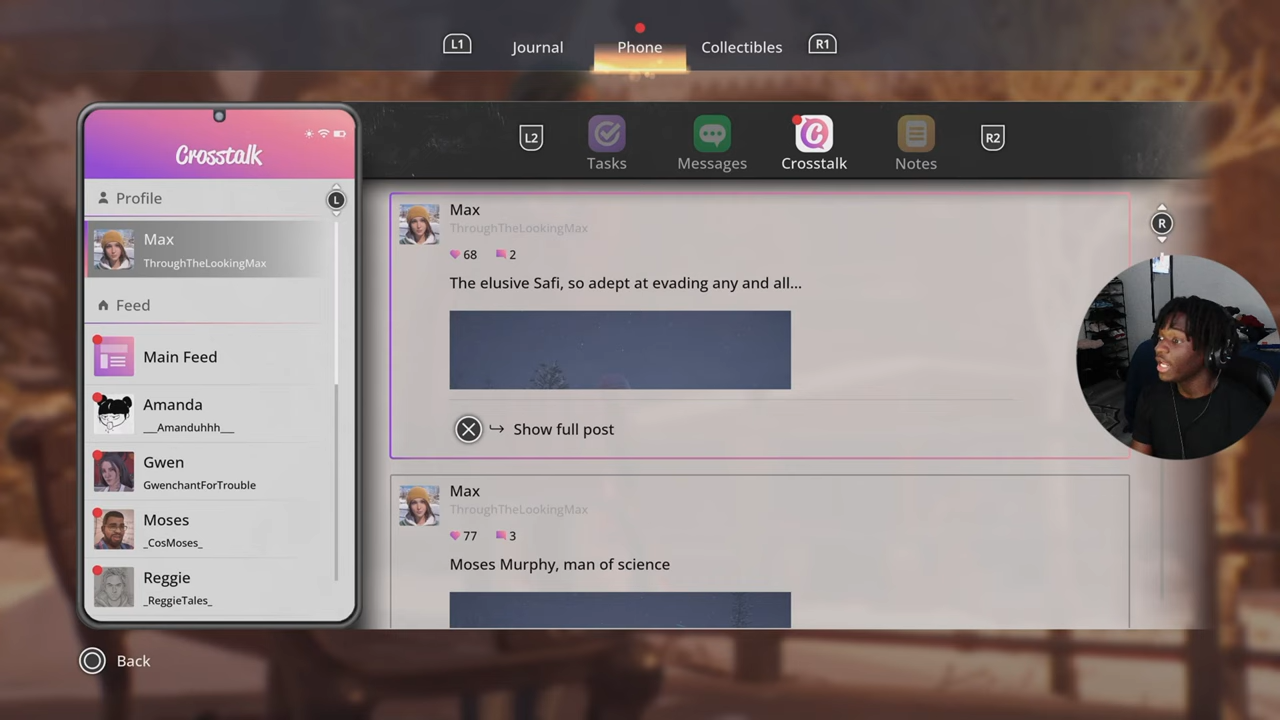 L1 Journal Phone Collectibles R1
Crosstalk
Profile
L
Max
ThroughTheLookingMax
Feed
Main Feed
Amanda
___Amanduhhh___
Gwen
GwenchantForTrouble
Moses
_CosMoses_
Reggie
_ReggieTales_
L2 Tasks Messages Crosstalk Notes R2
R
Max
ThroughTheLookingMax
68 2
The elusive Safi, so adept at evading any and all...
Show full post
Max
ThroughTheLookingMax
77 3
Moses Murphy, man of science
Back